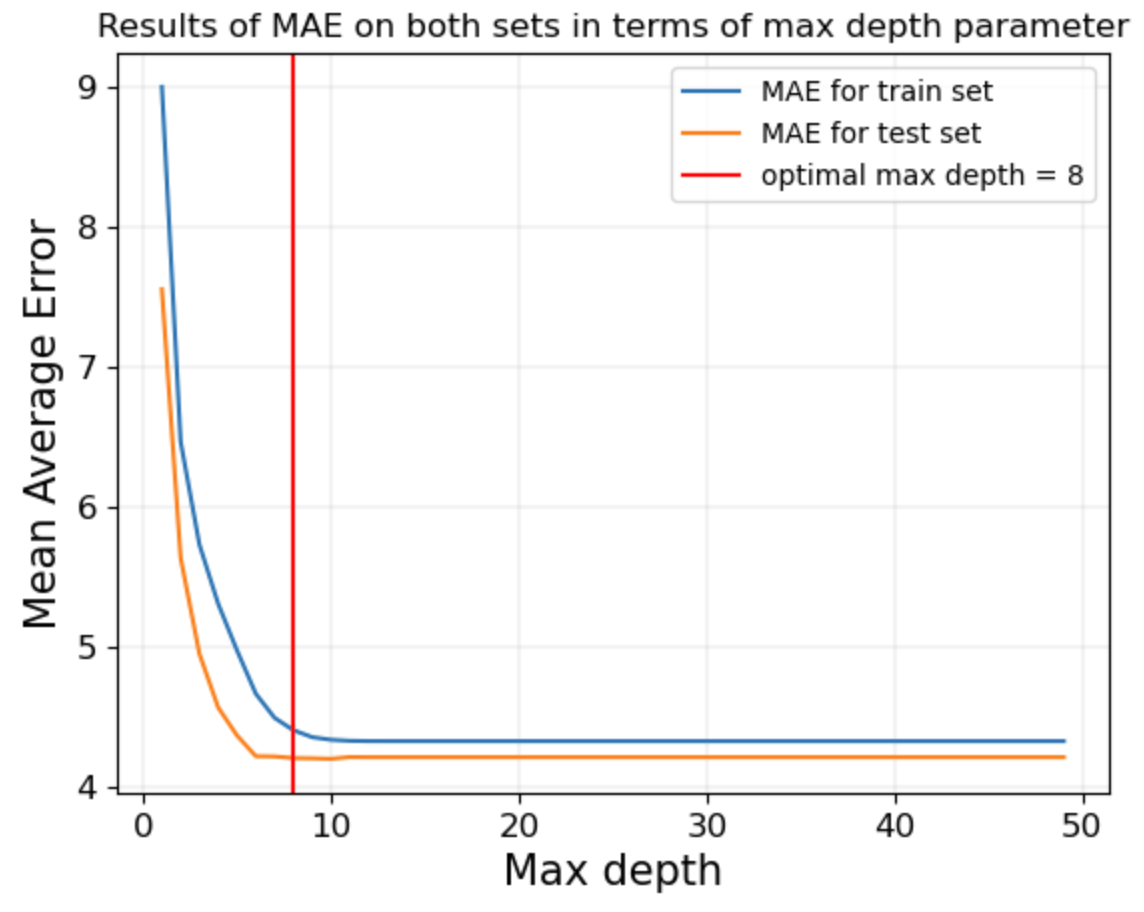 Results of MAE on both sets in terms of max depth parameter
MAE for train set
MAE for test set
optimal max depth = 8
Mean Average Error
9
8
7
6
5
4
0 10 20 30 40 50
Max depth